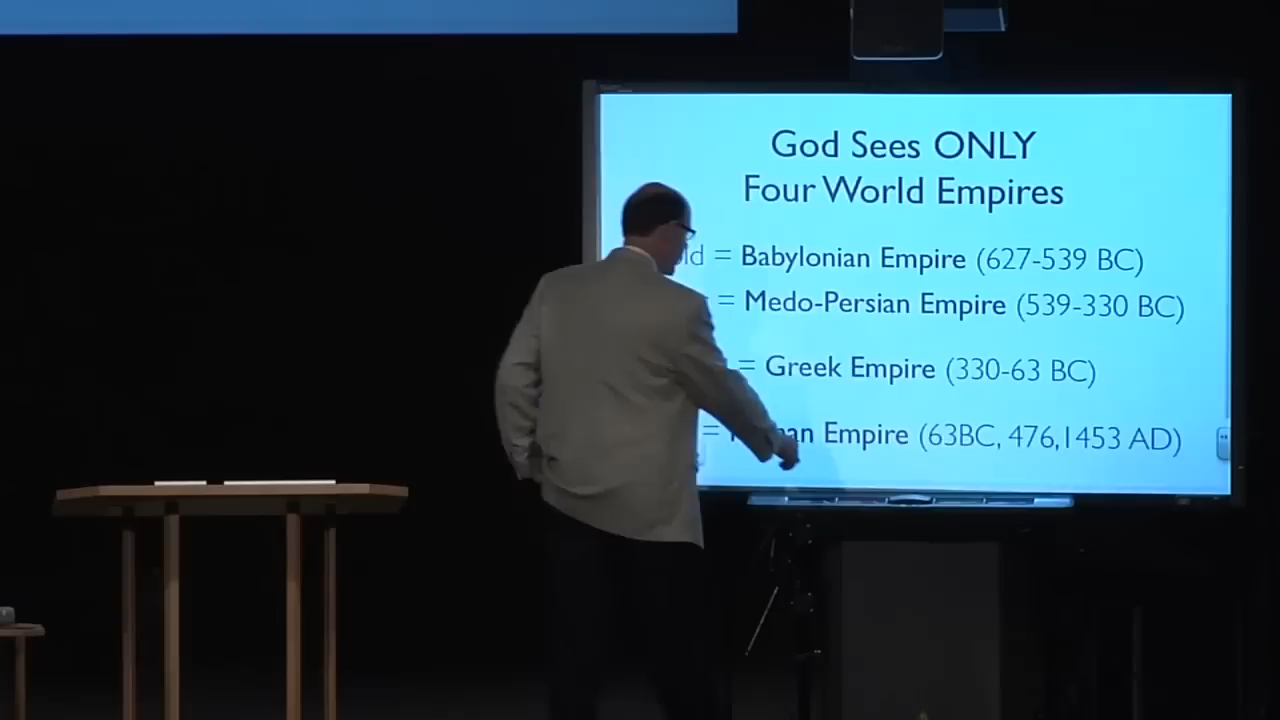 God Sees ONLY
Four World Empires
= Babylonian Empire (627-539 BC)
= Medo-Persian Empire (539-330 BC)
= Greek Empire (330-63 BC)
= Empire (63BC, 476,1453 AD)